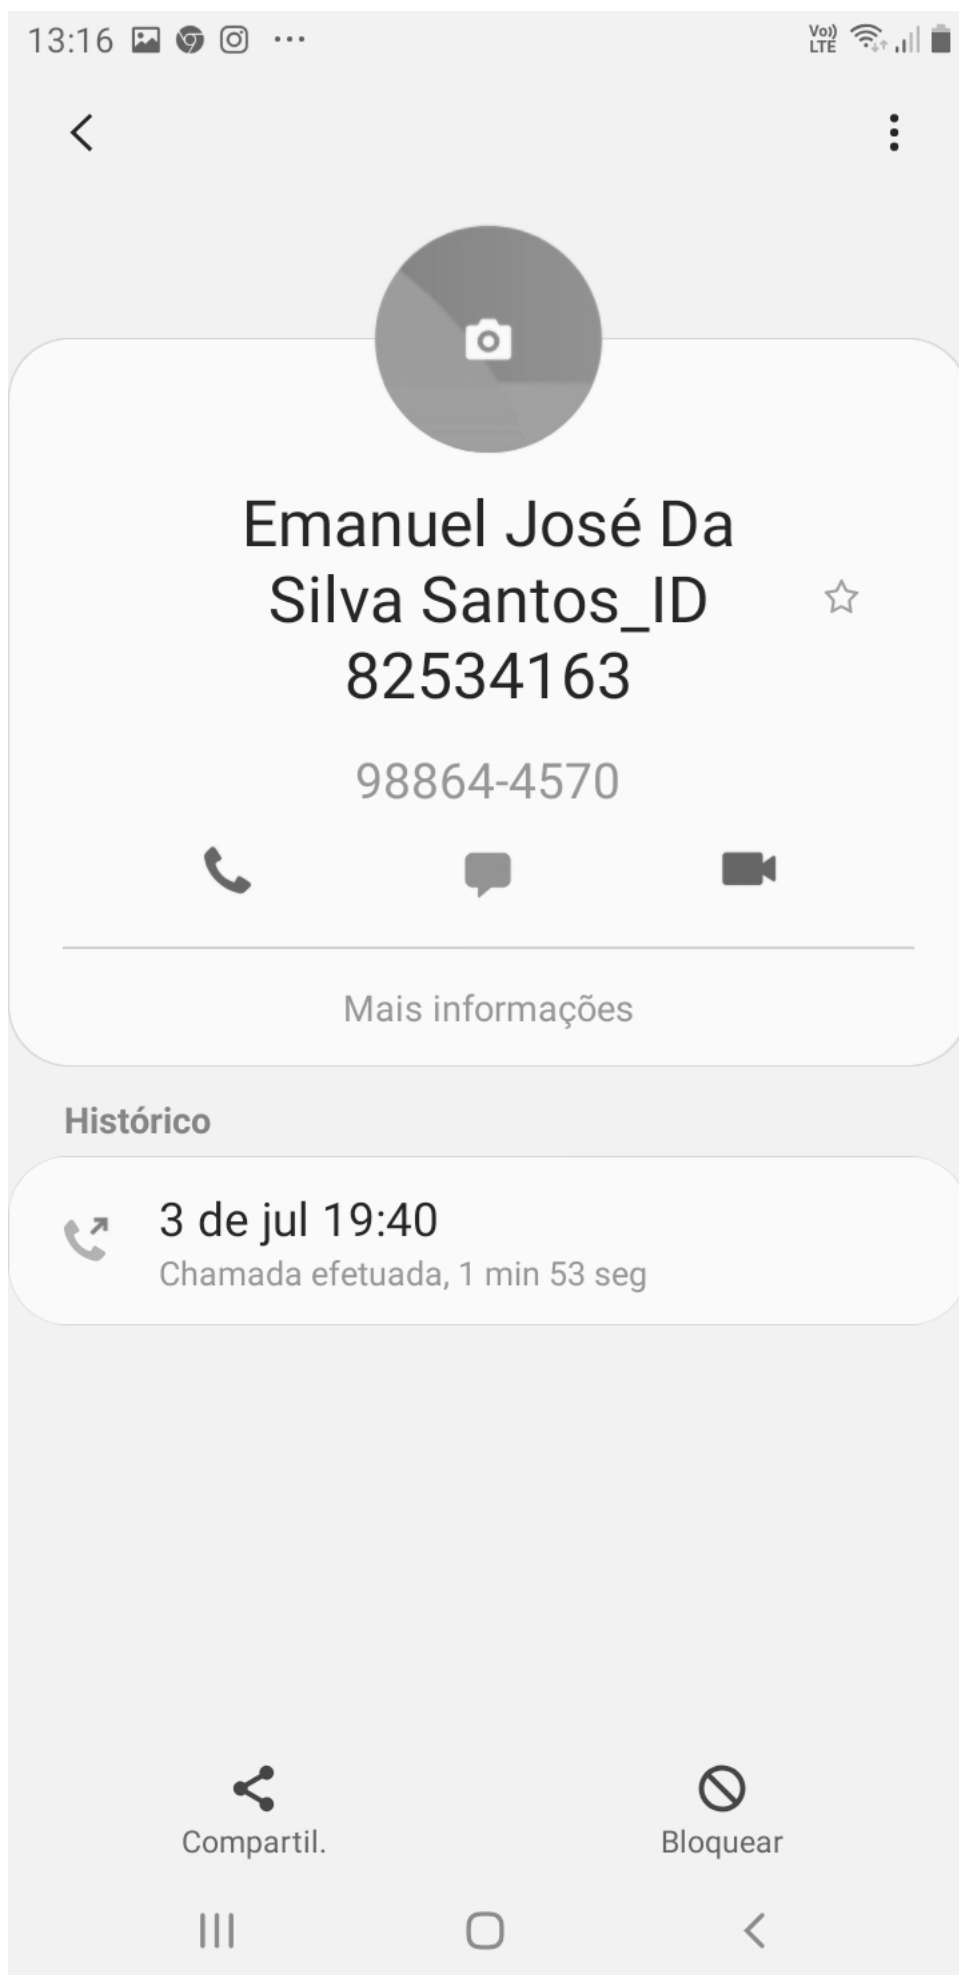 13:16
Vo)) LTE
Emanuel José Da
Silva Santos_ID
82534163
98864-4570
Mais informações
Histórico
3 de jul 19:40
Chamada efetuada, 1 min 53 seg
Compartil.
Bloquear